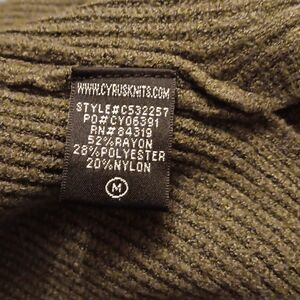 WWW.CYRUSKNITS.COM
STYLE#C532257
PO#CY06391
RN#84319
52%RAYON
28%POLYESTER
20%NYLON
M